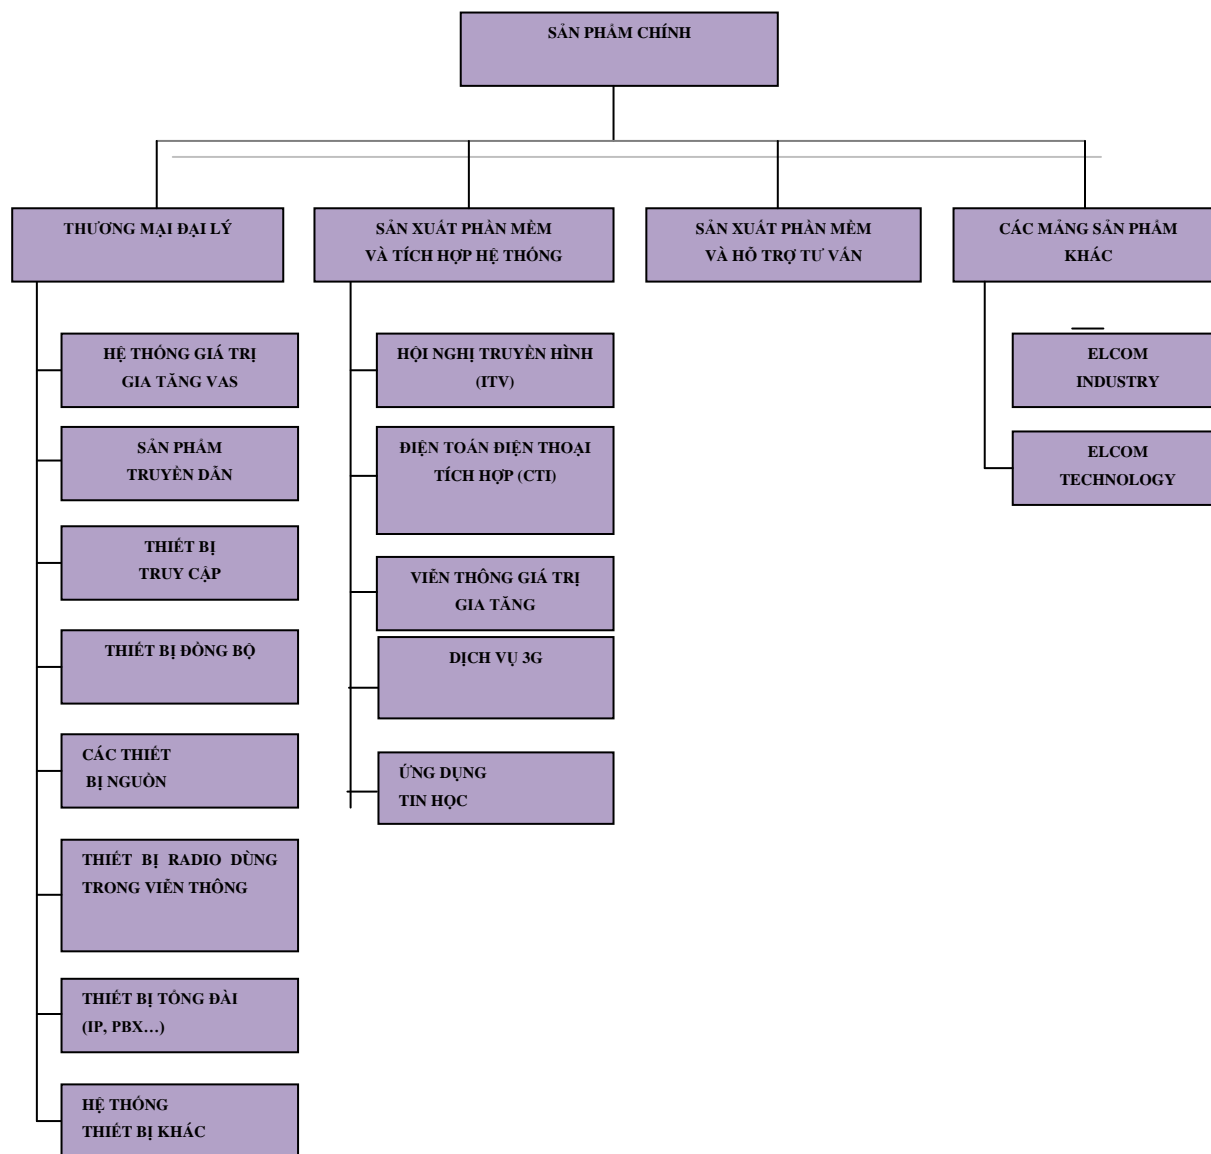 SẢN PHẨM CHÍNH
THƯƠNG MẠI ĐẠI LÝ
SẢN XUẤT PHẦN MỀM
VÀ TÍCH HỢP HỆ THỐNG
SẢN XUẤT PHẦN MỀM
VÀ HỖ TRỢ TƯ VẤN
CÁC MẢNG SẢN PHẨM
KHÁC
HỆ THỐNG GIÁ TRỊ
GIA TĂNG VAS
SẢN PHẨM
TRUYỀN DẪN
THIẾT BỊ
TRUY CẬP
THIẾT BỊ ĐỒNG BỘ
CÁC THIẾT
BỊ NGUỒN
THIẾT BỊ RADIO DÙNG
TRONG VIỄN THÔNG
THIẾT BỊ TỔNG ĐÀI
(IP, PBX…)
HỆ THỐNG
THIẾT BỊ KHÁC
HỘI NGHỊ TRUYỀN HÌNH
(ITV)
ĐIỆN TOÁN ĐIỆN THOẠI
TÍCH HỢP (CTI)
VIỄN THÔNG GIÁ TRỊ
GIA TĂNG
DỊCH VỤ 3G
ỨNG DỤNG
TIN HỌC
ELCOM
INDUSTRY
ELCOM
TECHNOLOGY